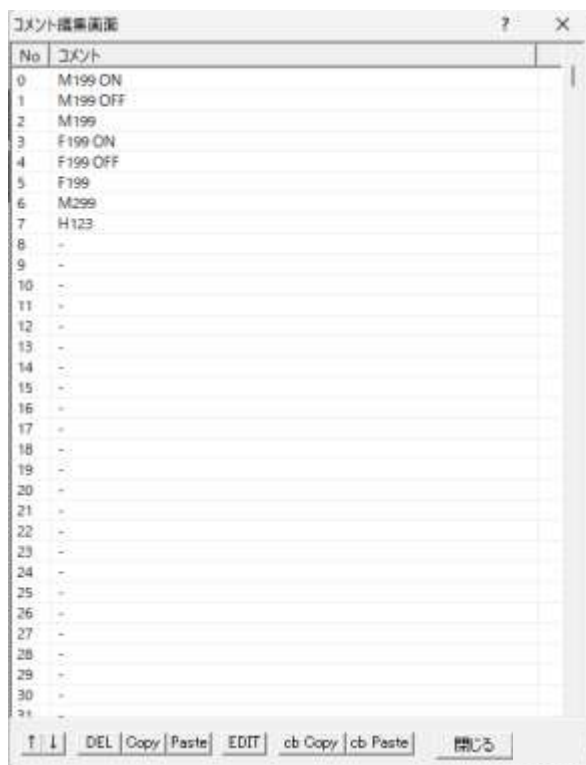 コメント編集画面 ? ×
No コメント
0 M199 ON
1 M199 OFF
2 M199
3 F199 ON
4 F199 OFF
5 F199
6 M299
7 H123
8 -
9 -
10 -
11 -
12 -
13 -
14 -
15 -
16 -
17 -
18 -
19 -
20 -
21 -
22 -
23 -
24 -
25 -
26 -
27 -
28 -
29 -
30 -
31 -
↑ ↓ DEL Copy Paste EDIT cb Copy cb Paste 閉じる